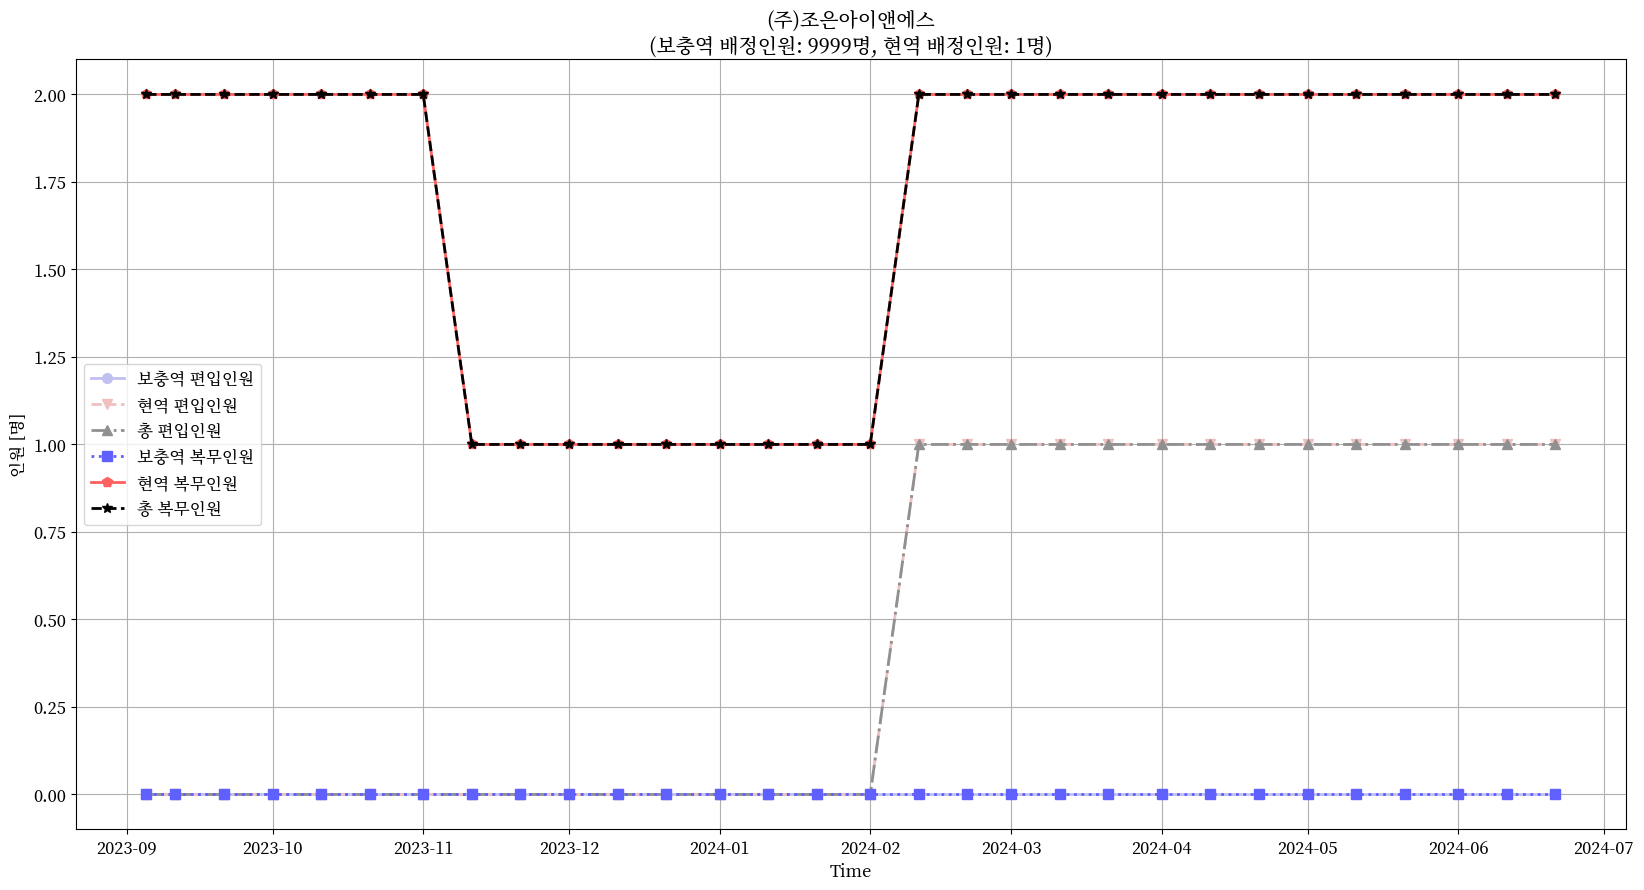 (주)조은아이앤에스
(보충역 배정인원: 9999명, 현역 배정인원: 1명)
인원 [명]
2.00
1.75
1.50
1.25
1.00
0.75
0.50
0.25
0.00
보충역 편입인원
현역 편입인원
총 편입인원
보충역 복무인원
현역 복무인원
총 복무인원
2023-09 2023-10 2023-11 2023-12 2024-01 2024-02 2024-03 2024-04 2024-05 2024-06 2024-07
Time